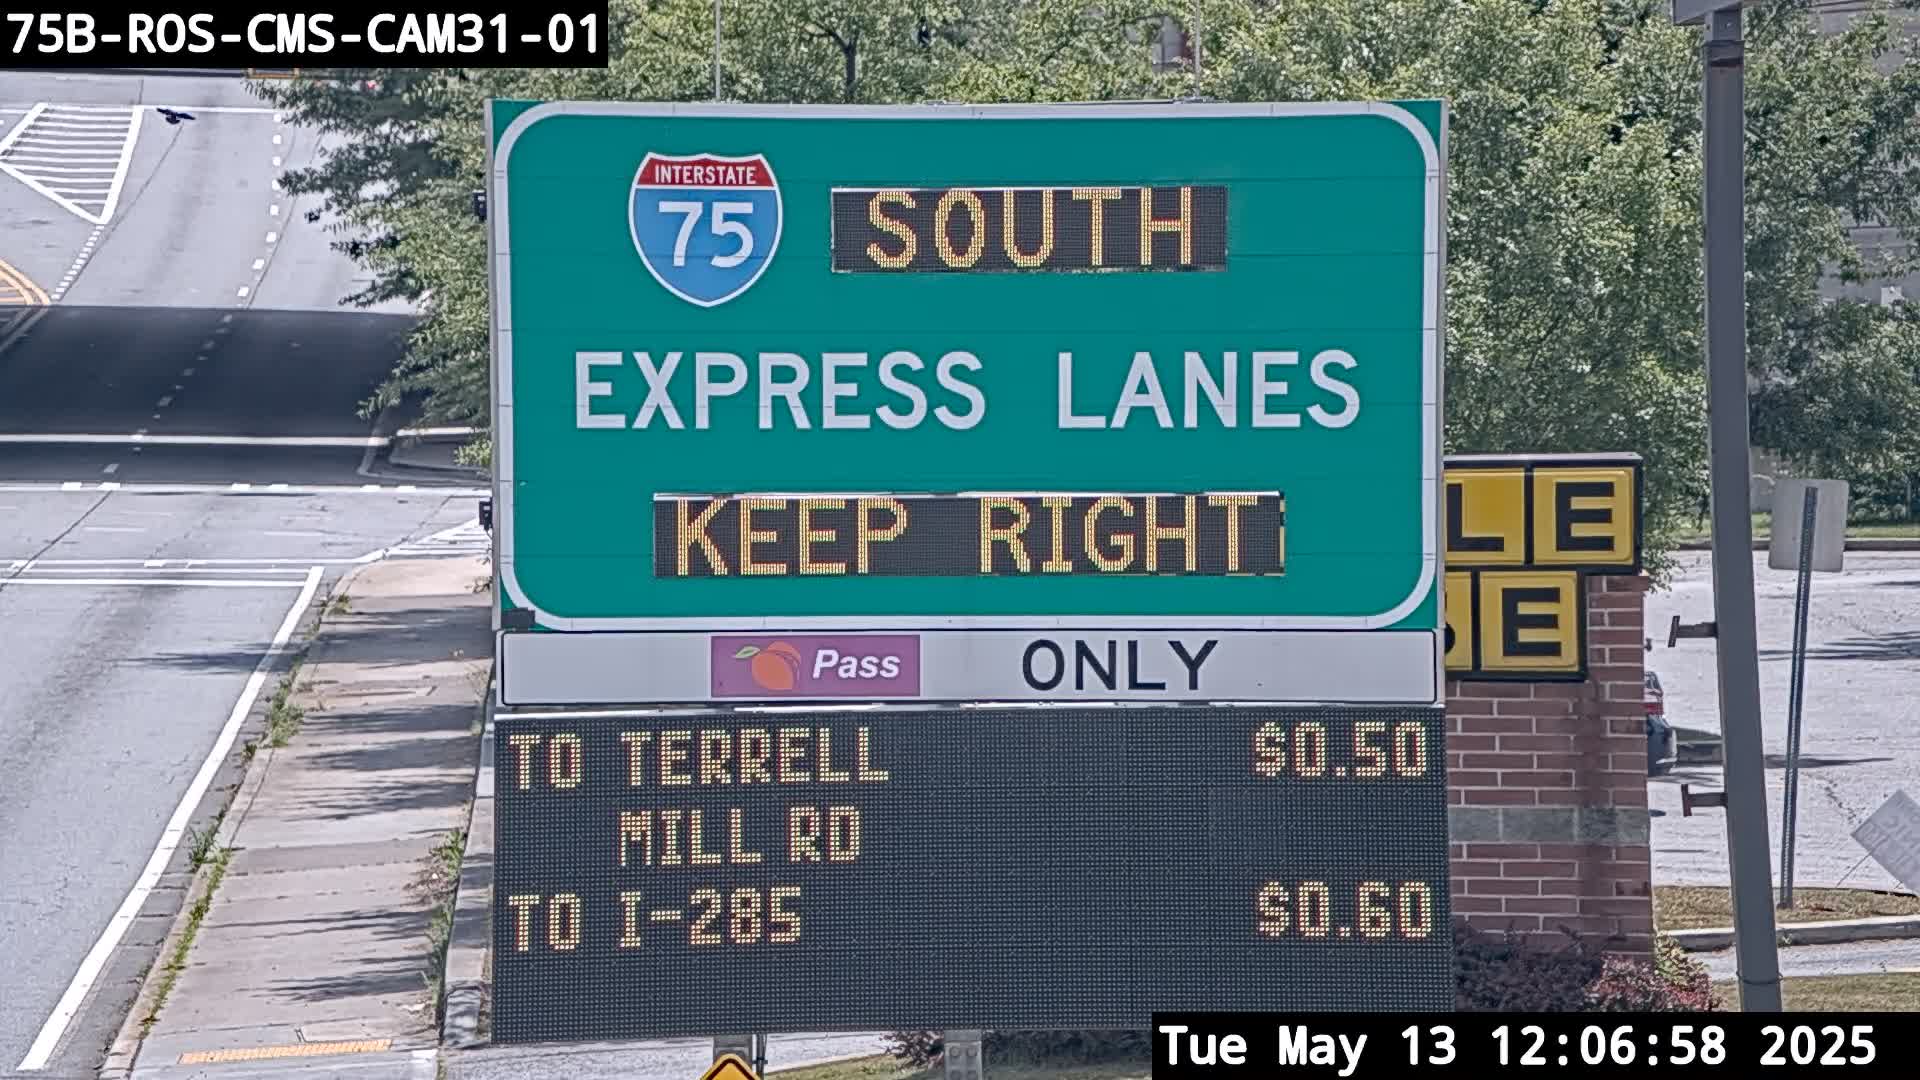 75B-ROS-CMS-CAM31-01
INTERSTATE
75
SOUTH
EXPRESS LANES
KEEP RIGHT
Pass ONLY
TO TERRELL $0.50
MILL RD
TO I-285 $0.60
LE
E
Tue May 13 12:06:58 2025